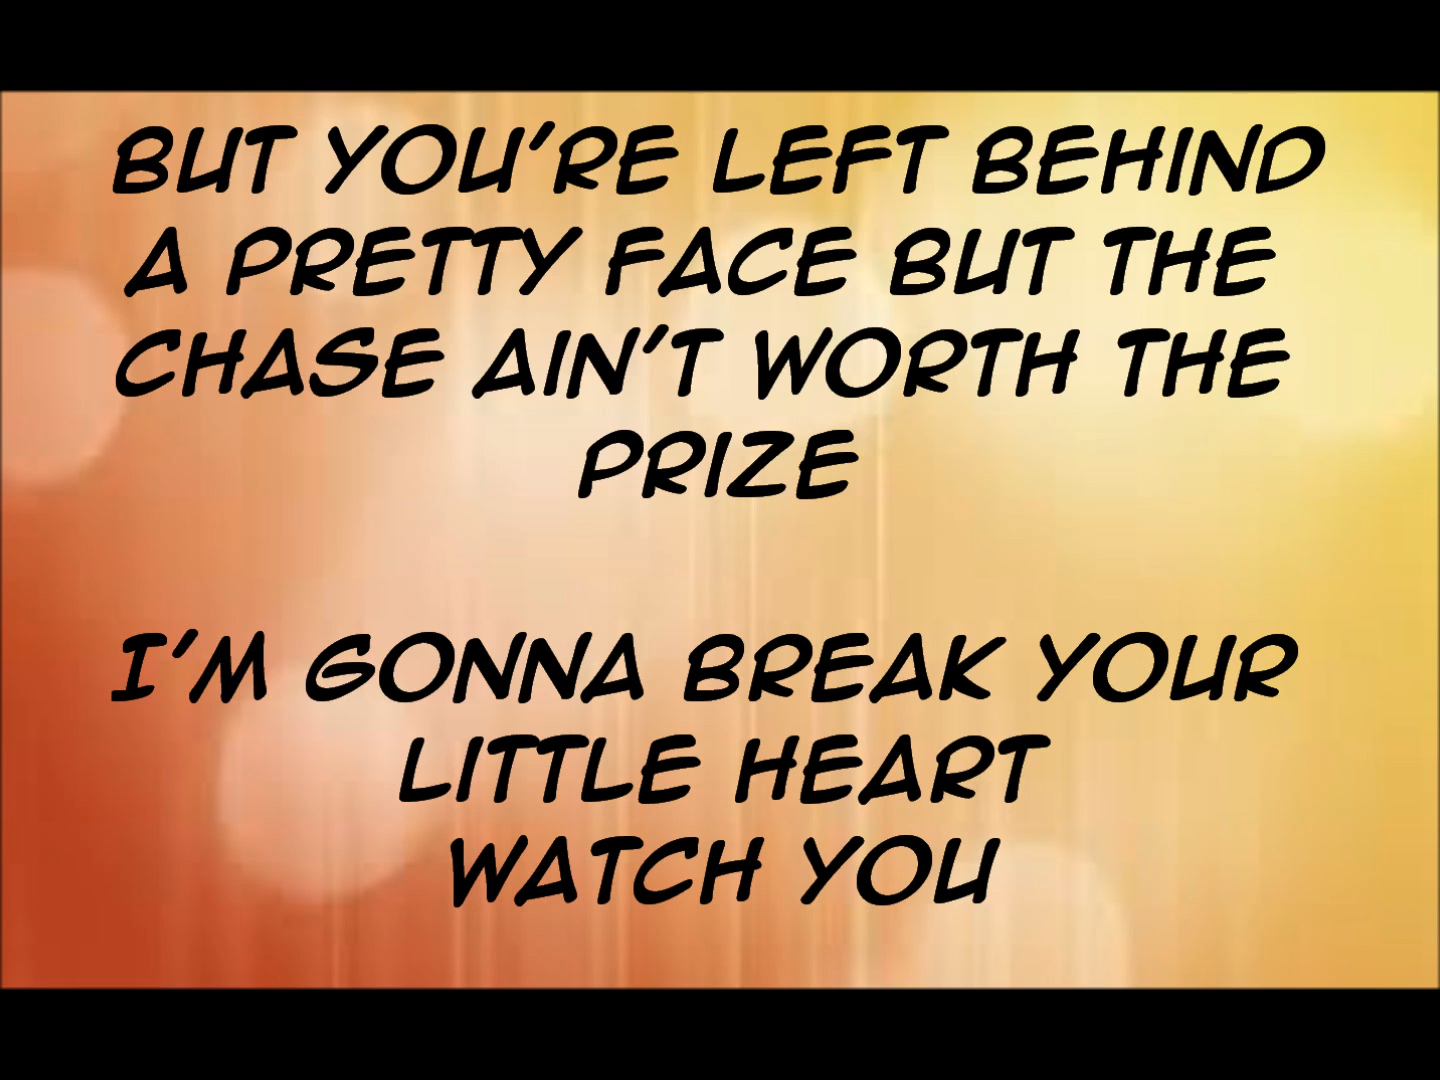 BUT YOU'RE LEFT BEHIND
A PRETTY FACE BUT THE
CHASE AIN'T WORTH THE
PRIZE
I'M GONNA BREAK YOUR
LITTLE HEART
WATCH YOU